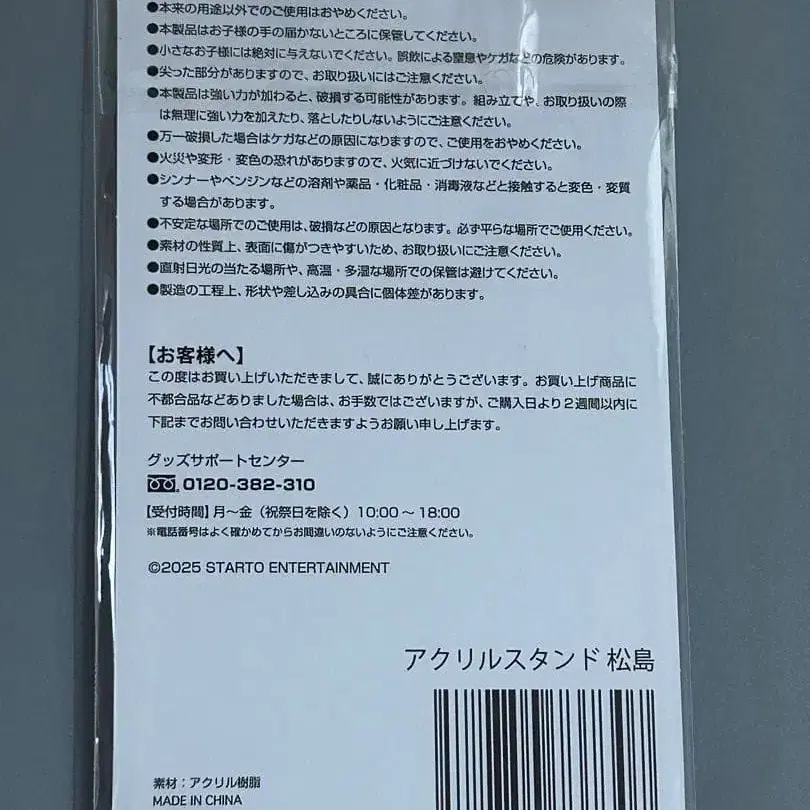 ●本来の用途以外でのご使用はおやめください。
●本製品はお子様の手の届かないところに保管してください。
●小さなお子様には絶対に与えないでください。誤飲による窒息やケガなどの危険があります。
●尖った部分がありますので、お取り扱いにはご注意ください。
●本製品は強い力が加わると、破損する可能性があります。組み立てや、お取り扱いの際
は無理に強い力を加えたり、落としたりしないようにご注意ください。
●万一破損した場合はケガなどの原因になりますので、ご使用をおやめください。
●火災や変形・変色の恐れがありますので、火気に近づけないでください。
●シンナーやベンジンなどの溶剤や薬品・化粧品・消毒液などと接触すると変色・変質
する場合があります。
●不安定な場所でのご使用は、破損などの原因となります。必ず平らな場所でご使用ください。
●素材の性質上、表面に傷がつきやすいため、お取り扱いにご注意ください。
●直射日光の当たる場所や、高温・多湿な場所での保管は避けてください。
●製造の工程上、形状や差し込みの具合に個体差があります。
【お客様へ】
この度はお買い上げいただきまして、誠にありがとうございます。お買い上げ商品に
不都合などありました場合は、お手数ではございますが、ご購入日より2週間以内に
下記までお問い合わせいただきますようお願い申し上げます。
グッズサポートセンター
0120-382-310
【受付時間】月～金（祝祭日を除く）10:00～18:00
※電話番号はよく確かめてからお間違いのないようにご注意ください。
©2025 STARTO ENTERTAINMENT
アクリルスタンド 松島
素材：アクリル樹脂
MADE IN CHINA